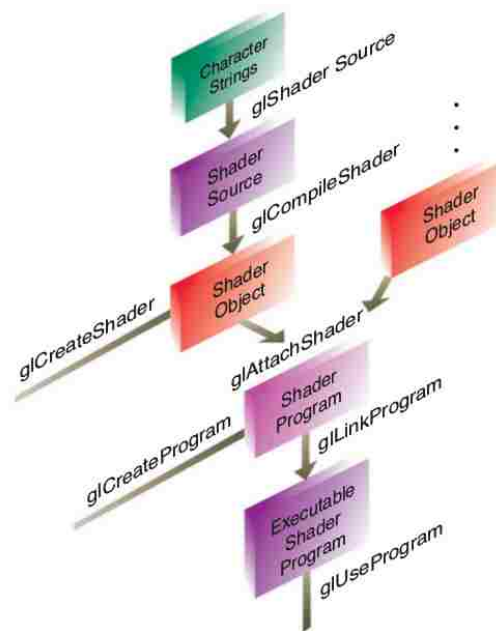 Character
Strings
glShader Source
Shader
Source
glCompileShader
Shader
Object
Shader
Object
glCreateShader
glAttachShader
Shader
Program
glCreateProgram
glLinkProgram
Executable
Shader
Program
glUseProgram